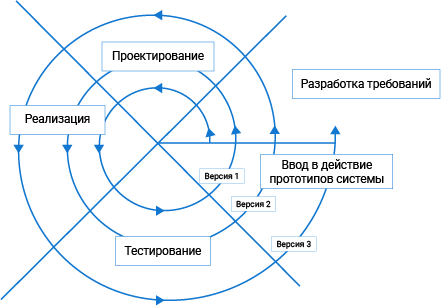 Проектирование
Разработка требований
Реализация
Ввод в действие
прототипов системы
Версия 1
Версия 2
Версия 3
Тестирование